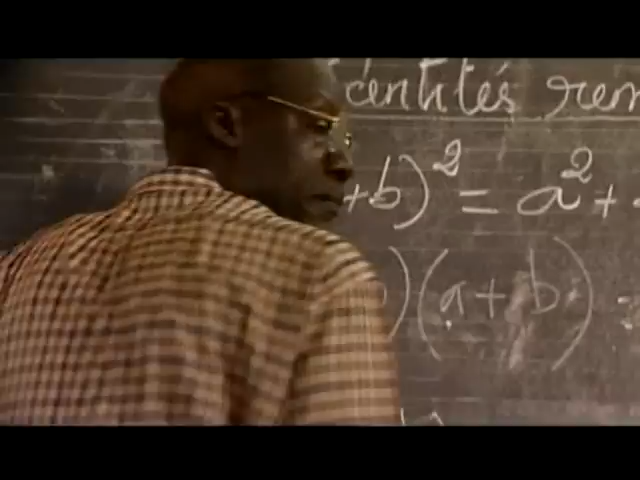 identités rem
+b)² = a² +
)(a+b)